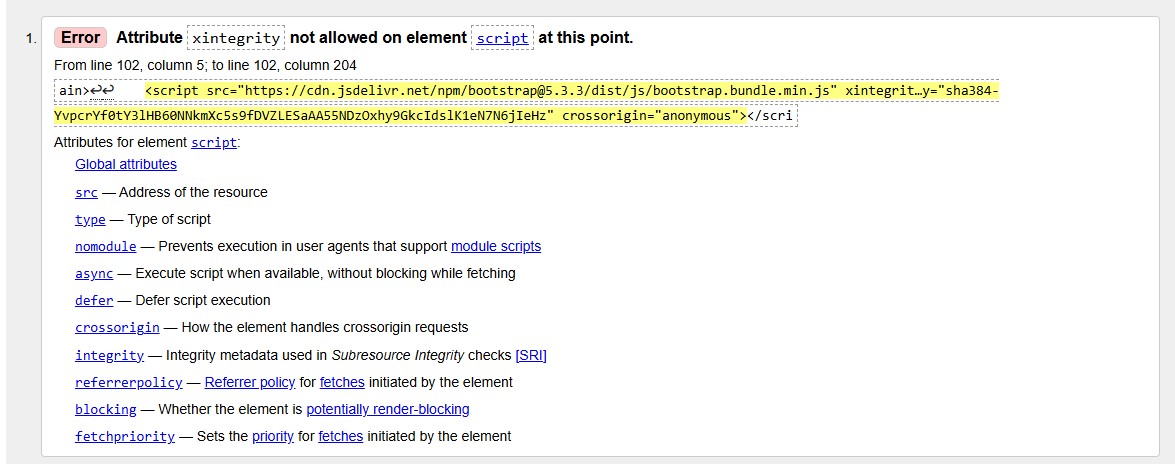 1. Error Attribute xintegrity not allowed on element script at this point.
From line 102, column 5; to line 102, column 204
ain>↩↩    <script src="https://cdn.jsdelivr.net/npm/bootstrap@5.3.3/dist/js/bootstrap.bundle.min.js" xintegrit…y="sha384-
YvpcrYf0tY3lHB60NNkmXc5s9fDVZLESaAA55NDzOxhy9GkcIdslK1eN7N6jIeHz" crossorigin="anonymous"></scri
Attributes for element script:
Global attributes
src — Address of the resource
type — Type of script
nomodule — Prevents execution in user agents that support module scripts
async — Execute script when available, without blocking while fetching
defer — Defer script execution
crossorigin — How the element handles crossorigin requests
integrity — Integrity metadata used in Subresource Integrity checks [SRI]
referrerpolicy — Referrer policy for fetches initiated by the element
blocking — Whether the element is potentially render-blocking
fetchpriority — Sets the priority for fetches initiated by the element